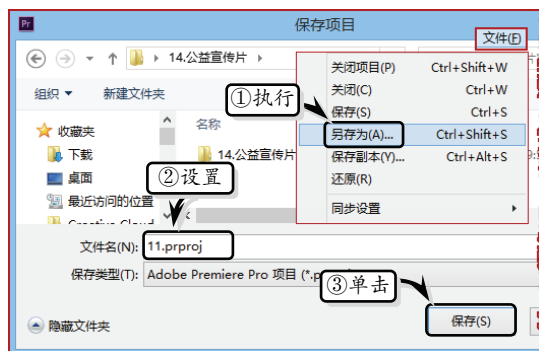 Pr
保存项目
文件(F)
14.公益宣传片
关闭项目(P) Ctrl+Shift+W
组织 新建文件夹
关闭(C) Ctrl+W
①执行
保存(S) Ctrl+S
收藏夹
名称
另存为(A)... Ctrl+Shift+S
下载
14.公益宣传片
保存副本(Y)... Ctrl+Alt+S
桌面
②设置
还原(R)
最近访问的位置
同步设置
Creative Cloud
文件名(N): 11.prproj
保存类型(T): Adobe Premiere Pro 项目 (*.p
③单击
隐藏文件夹
保存(S)